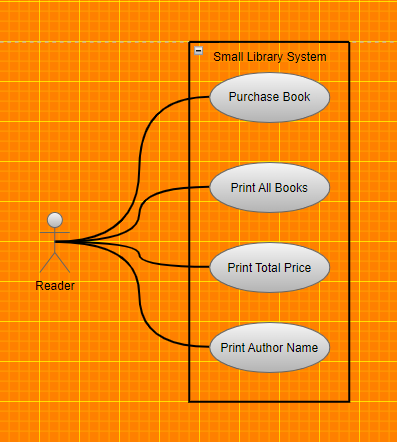 Small Library System
Purchase Book
Print All Books
Print Total Price
Reader
Print Author Name